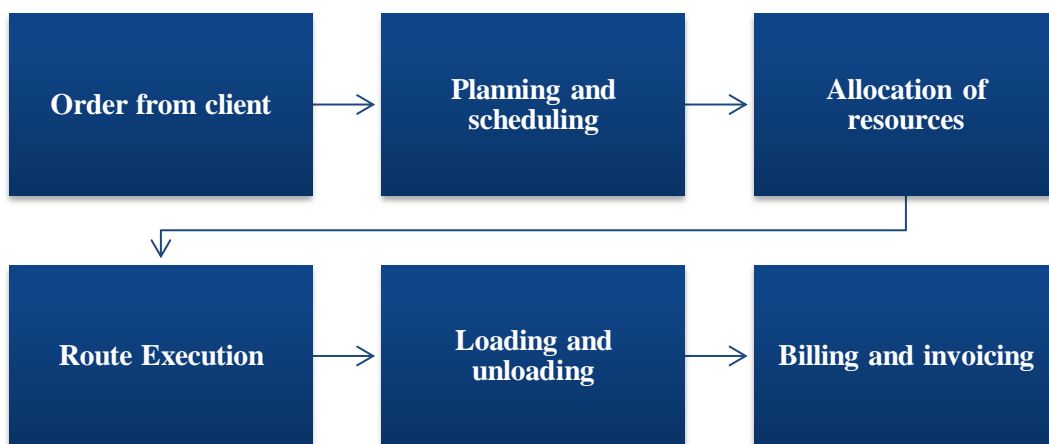 Order from client
Planning and
scheduling
Allocation of
resources
Route Execution
Loading and
unloading
Billing and invoicing